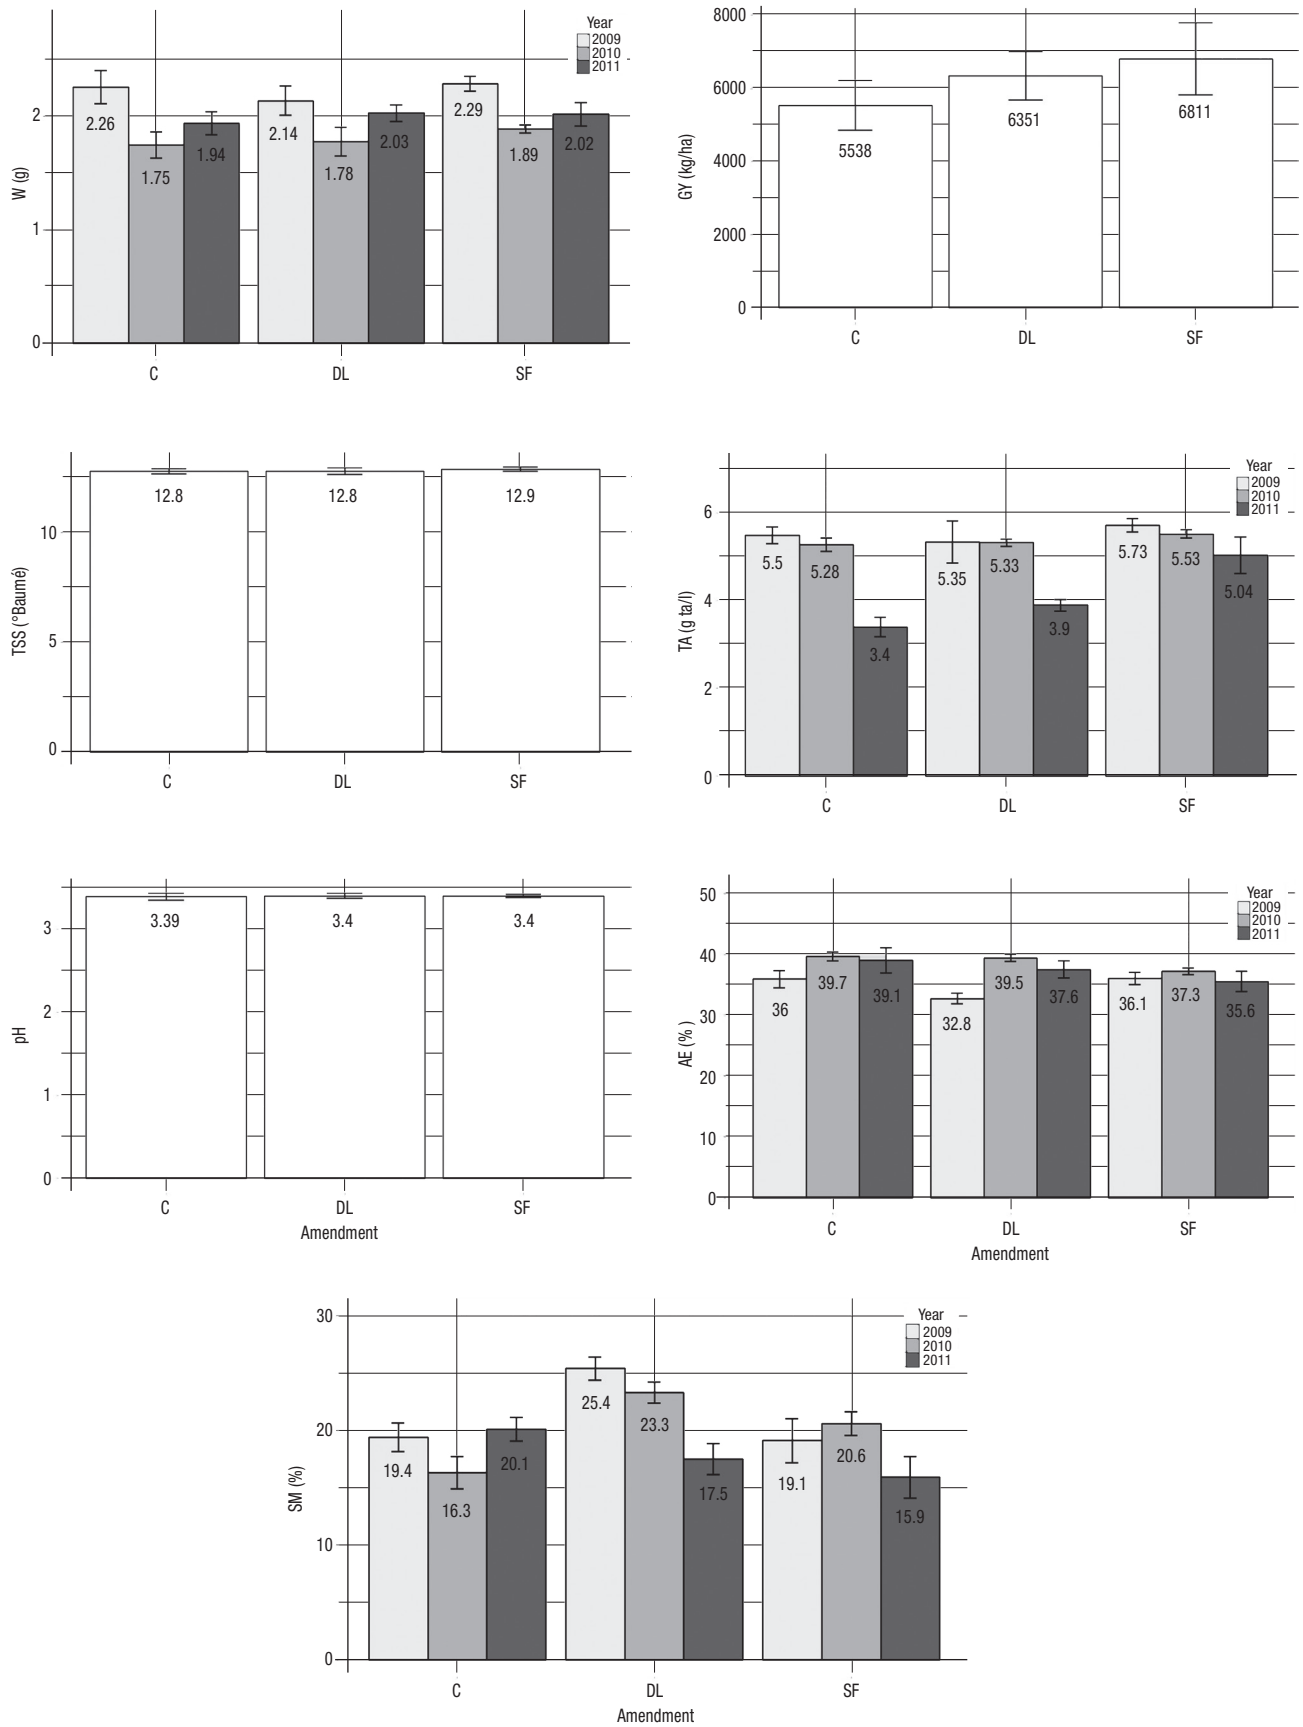 Year
2009
2010
2011
W (g)
2
1
0
2.26
1.75
1.94
2.14
1.78
2.03
2.29
1.89
2.02
C
DL
SF
GY (kg/ha)
8000
6000
4000
2000
0
5538
6351
6811
C
DL
SF
TSS (°Baumé)
10
5
0
12.8
12.8
12.9
C
DL
SF
Year
2009
2010
2011
TA (g ta/l)
6
4
2
0
5.5
5.28
3.4
5.35
5.33
3.9
5.73
5.53
5.04
C
DL
SF
pH
3
2
1
0
3.39
3.4
3.4
C
DL
SF
Amendment
Year
2009
2010
2011
AE (% )
50
40
30
20
10
0
36
39.7
39.1
32.8
39.5
37.6
36.1
37.3
35.6
C
DL
SF
Amendment
Year
2009
2010
2011
SM (%)
30
20
10
0
19.4
16.3
20.1
25.4
23.3
17.5
19.1
20.6
15.9
C
DL
SF
Amendment